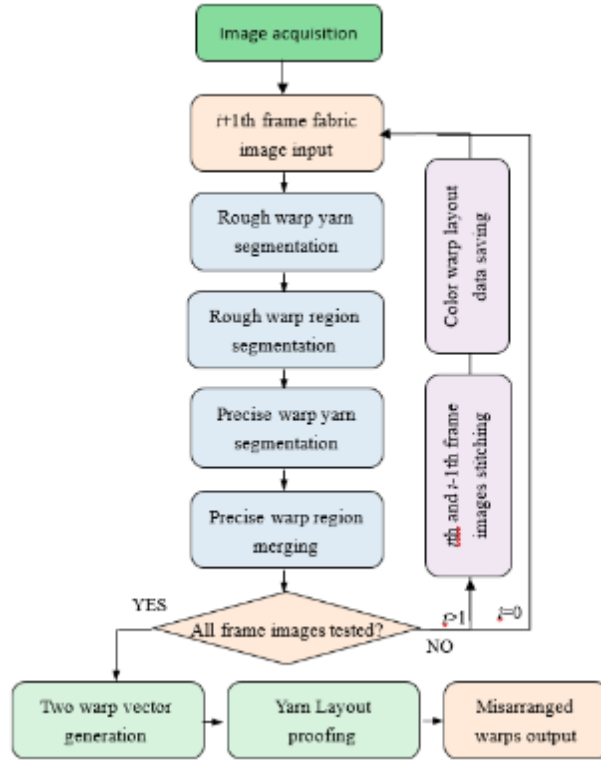 Image acquisition
i+1th frame fabric
image input
Rough warp yarn
segmentation
Rough warp region
segmentation
Precise warp yarn
segmentation
Precise warp region
merging
All frame images tested?
YES
NO
i>1
i=0
ith and i-1th frame
images stitching
Color warp layout
data saving
Two warp vector
generation
Yarn Layout
proofing
Misarranged
warps output